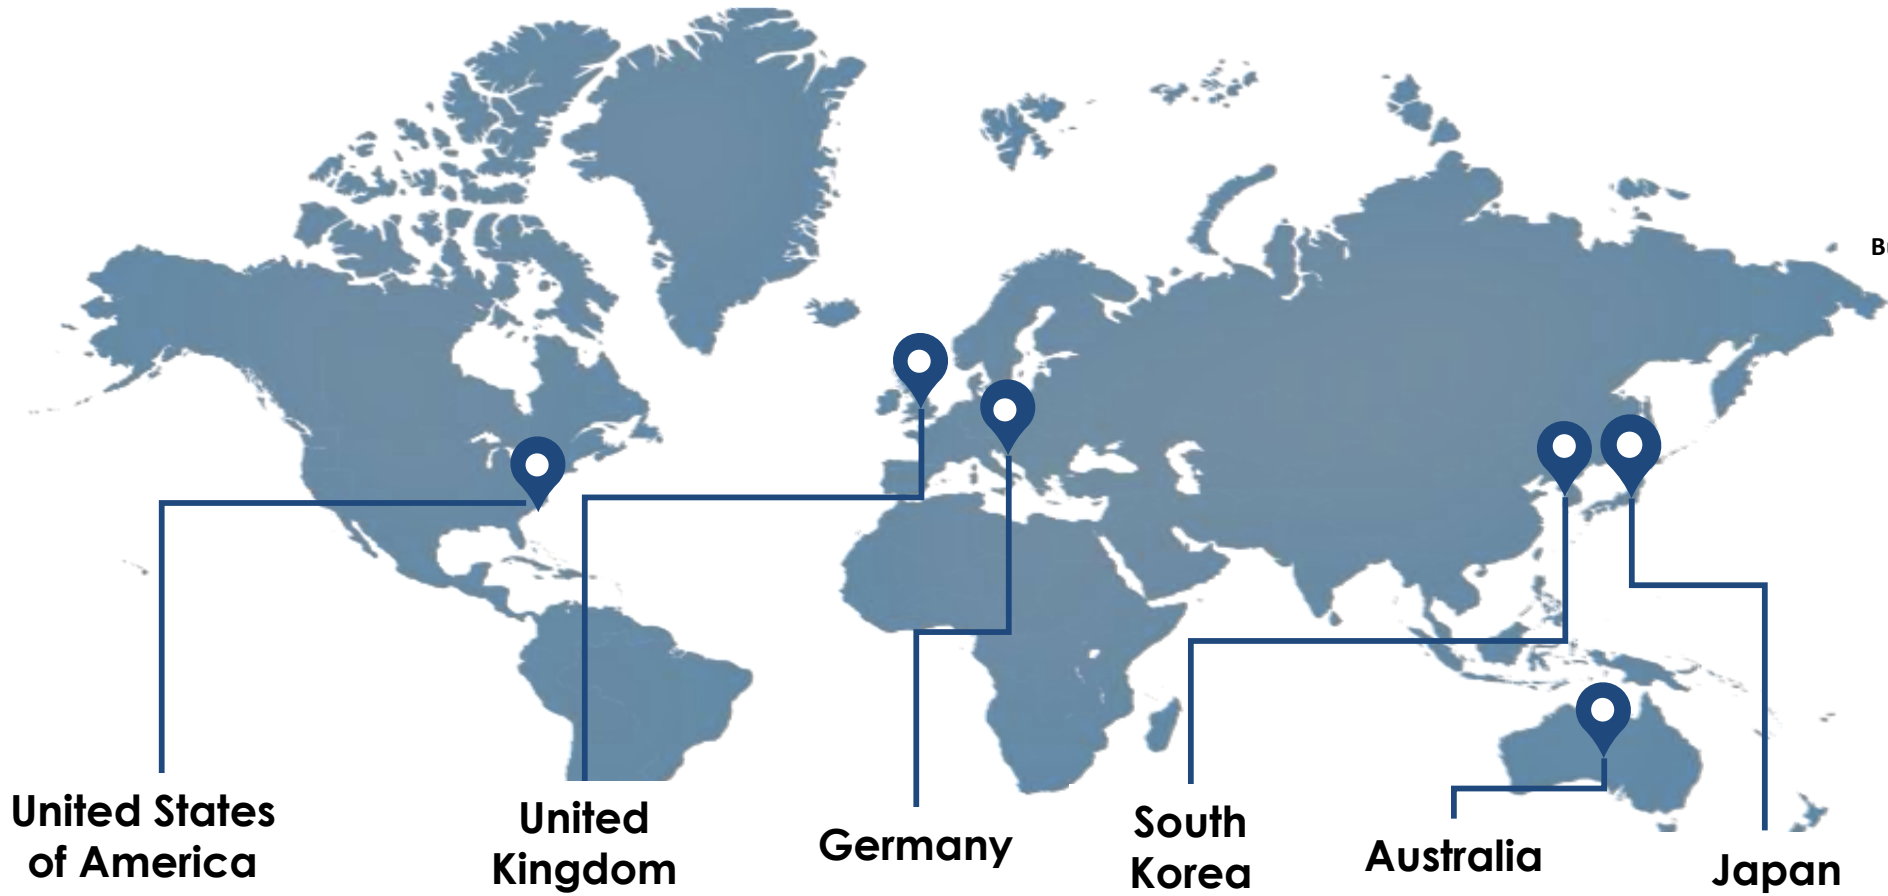 United States
of America
United
Kingdom
Germany
South
Korea
Australia
Japan